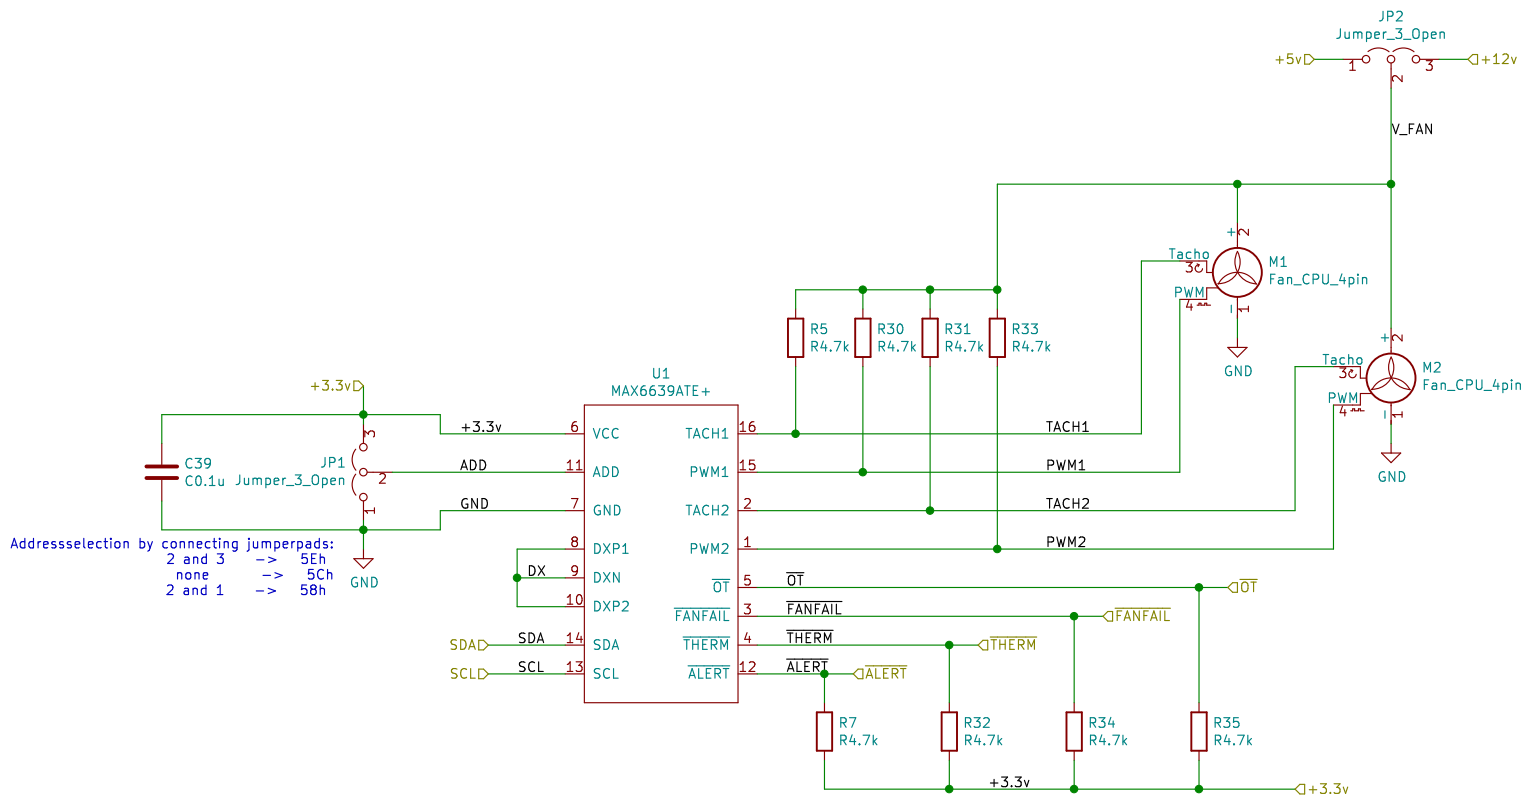 JP2
Jumper_3_Open
+5v
1
2
3
+12v
V_FAN
+
2
Tacho
3
M1
Fan_CPU_4pin
PWM
4
-
1
GND
+
2
Tacho
3
M2
Fan_CPU_4pin
PWM
4
-
1
GND
R5
R4.7k
R30
R4.7k
R31
R4.7k
R33
R4.7k
U1
MAX6639ATE+
+3.3v
3
C39
C0.1u
JP1
Jumper_3_Open
2
1
GND
+3.3v
6
VCC
ADD
11
ADD
GND
7
GND
8
DXP1
DX
9
DXN
10
DXP2
SDA
SDA
14
SDA
SCL
SCL
13
SCL
TACH1
16
TACH1
PWM1
15
PWM1
TACH2
2
TACH2
PWM2
1
PWM2
OT
5
OT
OT
FANFAIL
3
FANFAIL
FANFAIL
THERM
4
THERM
THERM
ALERT
12
ALERT
ALERT
Addressselection by connecting jumperpads:
2 and 3 -> 5Eh
none -> 5Ch
2 and 1 -> 58h
R7
R4.7k
R32
R4.7k
R34
R4.7k
R35
R4.7k
+3.3v
+3.3v